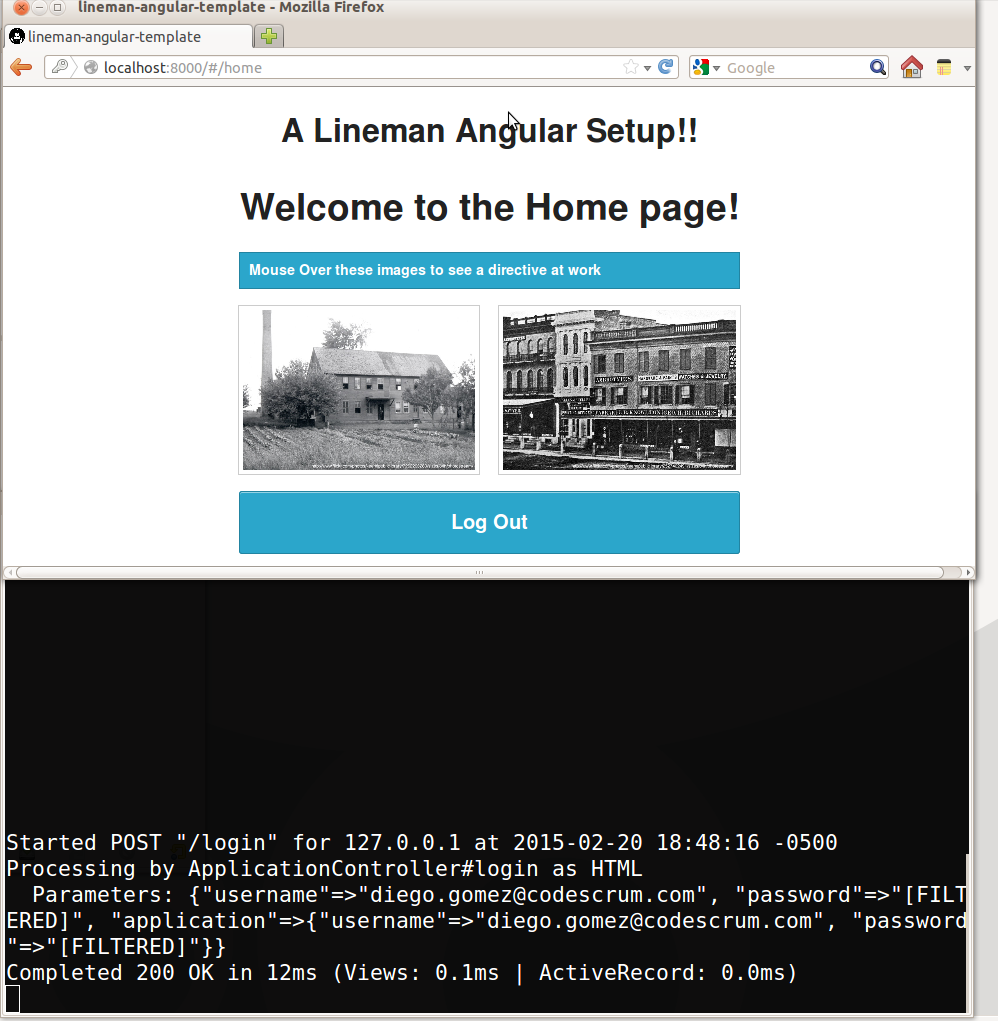 lineman-angular-template - Mozilla Firefox
lineman-angular-template
localhost:8000/#/home
Google
A Lineman Angular Setup!!
Welcome to the Home page!
Mouse Over these images to see a directive at work
Log Out
Started POST "/login" for 127.0.0.1 at 2015-02-20 18:48:16 -0500
Processing by ApplicationController#login as HTML
  Parameters: {"username"=>"diego.gomez@codescrum.com", "password"=>"[FILT
ERED]", "application"=>{"username"=>"diego.gomez@codescrum.com", "password
"=>"[FILTERED]"}}
Completed 200 OK in 12ms (Views: 0.1ms | ActiveRecord: 0.0ms)